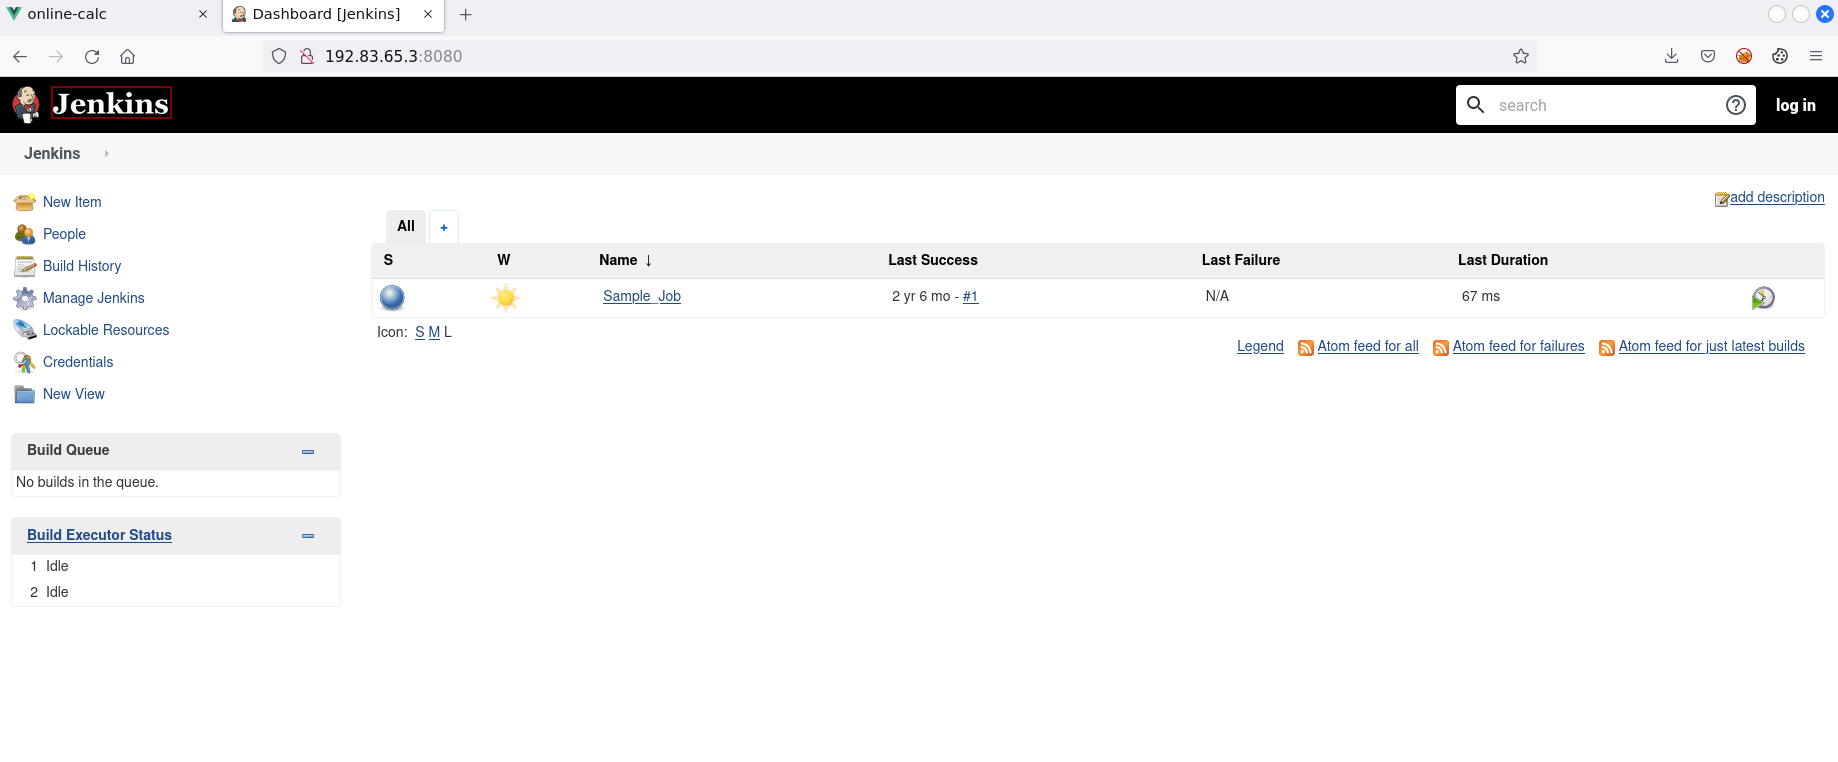 online-calc
Dashboard [Jenkins]
192.83.65.3:8080
Jenkins
search
log in
Jenkins
New Item
People
Build History
Manage Jenkins
Lockable Resources
Credentials
New View
Build Queue
No builds in the queue.
Build Executor Status
1 Idle
2 Idle
add description
All +
S W Name ↓ Last Success Last Failure Last Duration
Sample_Job 2 yr 6 mo - #1 N/A 67 ms
Icon: S M L
Legend Atom feed for all Atom feed for failures Atom feed for just latest builds